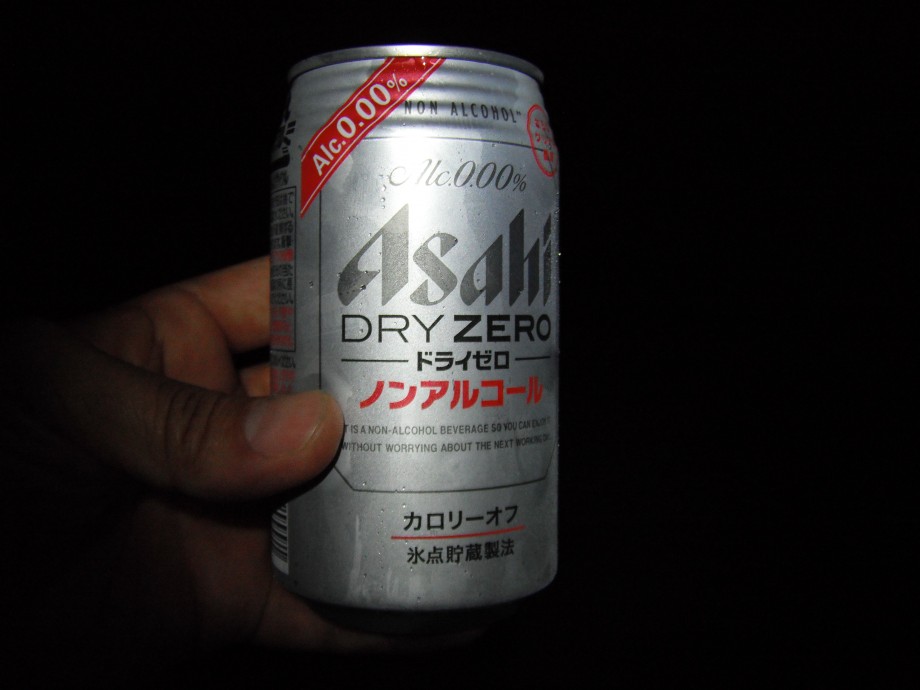 Alc.0.00%
NON ALCOHOL
Alc.0.00%
Asahi
DRY ZERO
ドライゼロ
ノンアルコール
IS A NON-ALCOHOL BEVERAGE SO YOU CAN
WITHOUT WORRYING ABOUT THE NEXT
カロリーオフ
氷点貯蔵製法